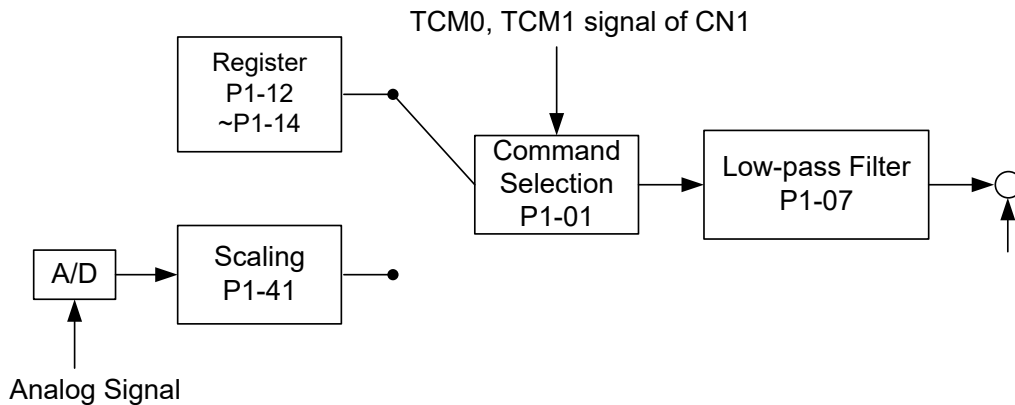 TCM0, TCM1 signal of CN1
Register
P1-12
~P1-14
Command
Selection
P1-01
Low-pass Filter
P1-07
A/D
Scaling
P1-41
Analog Signal